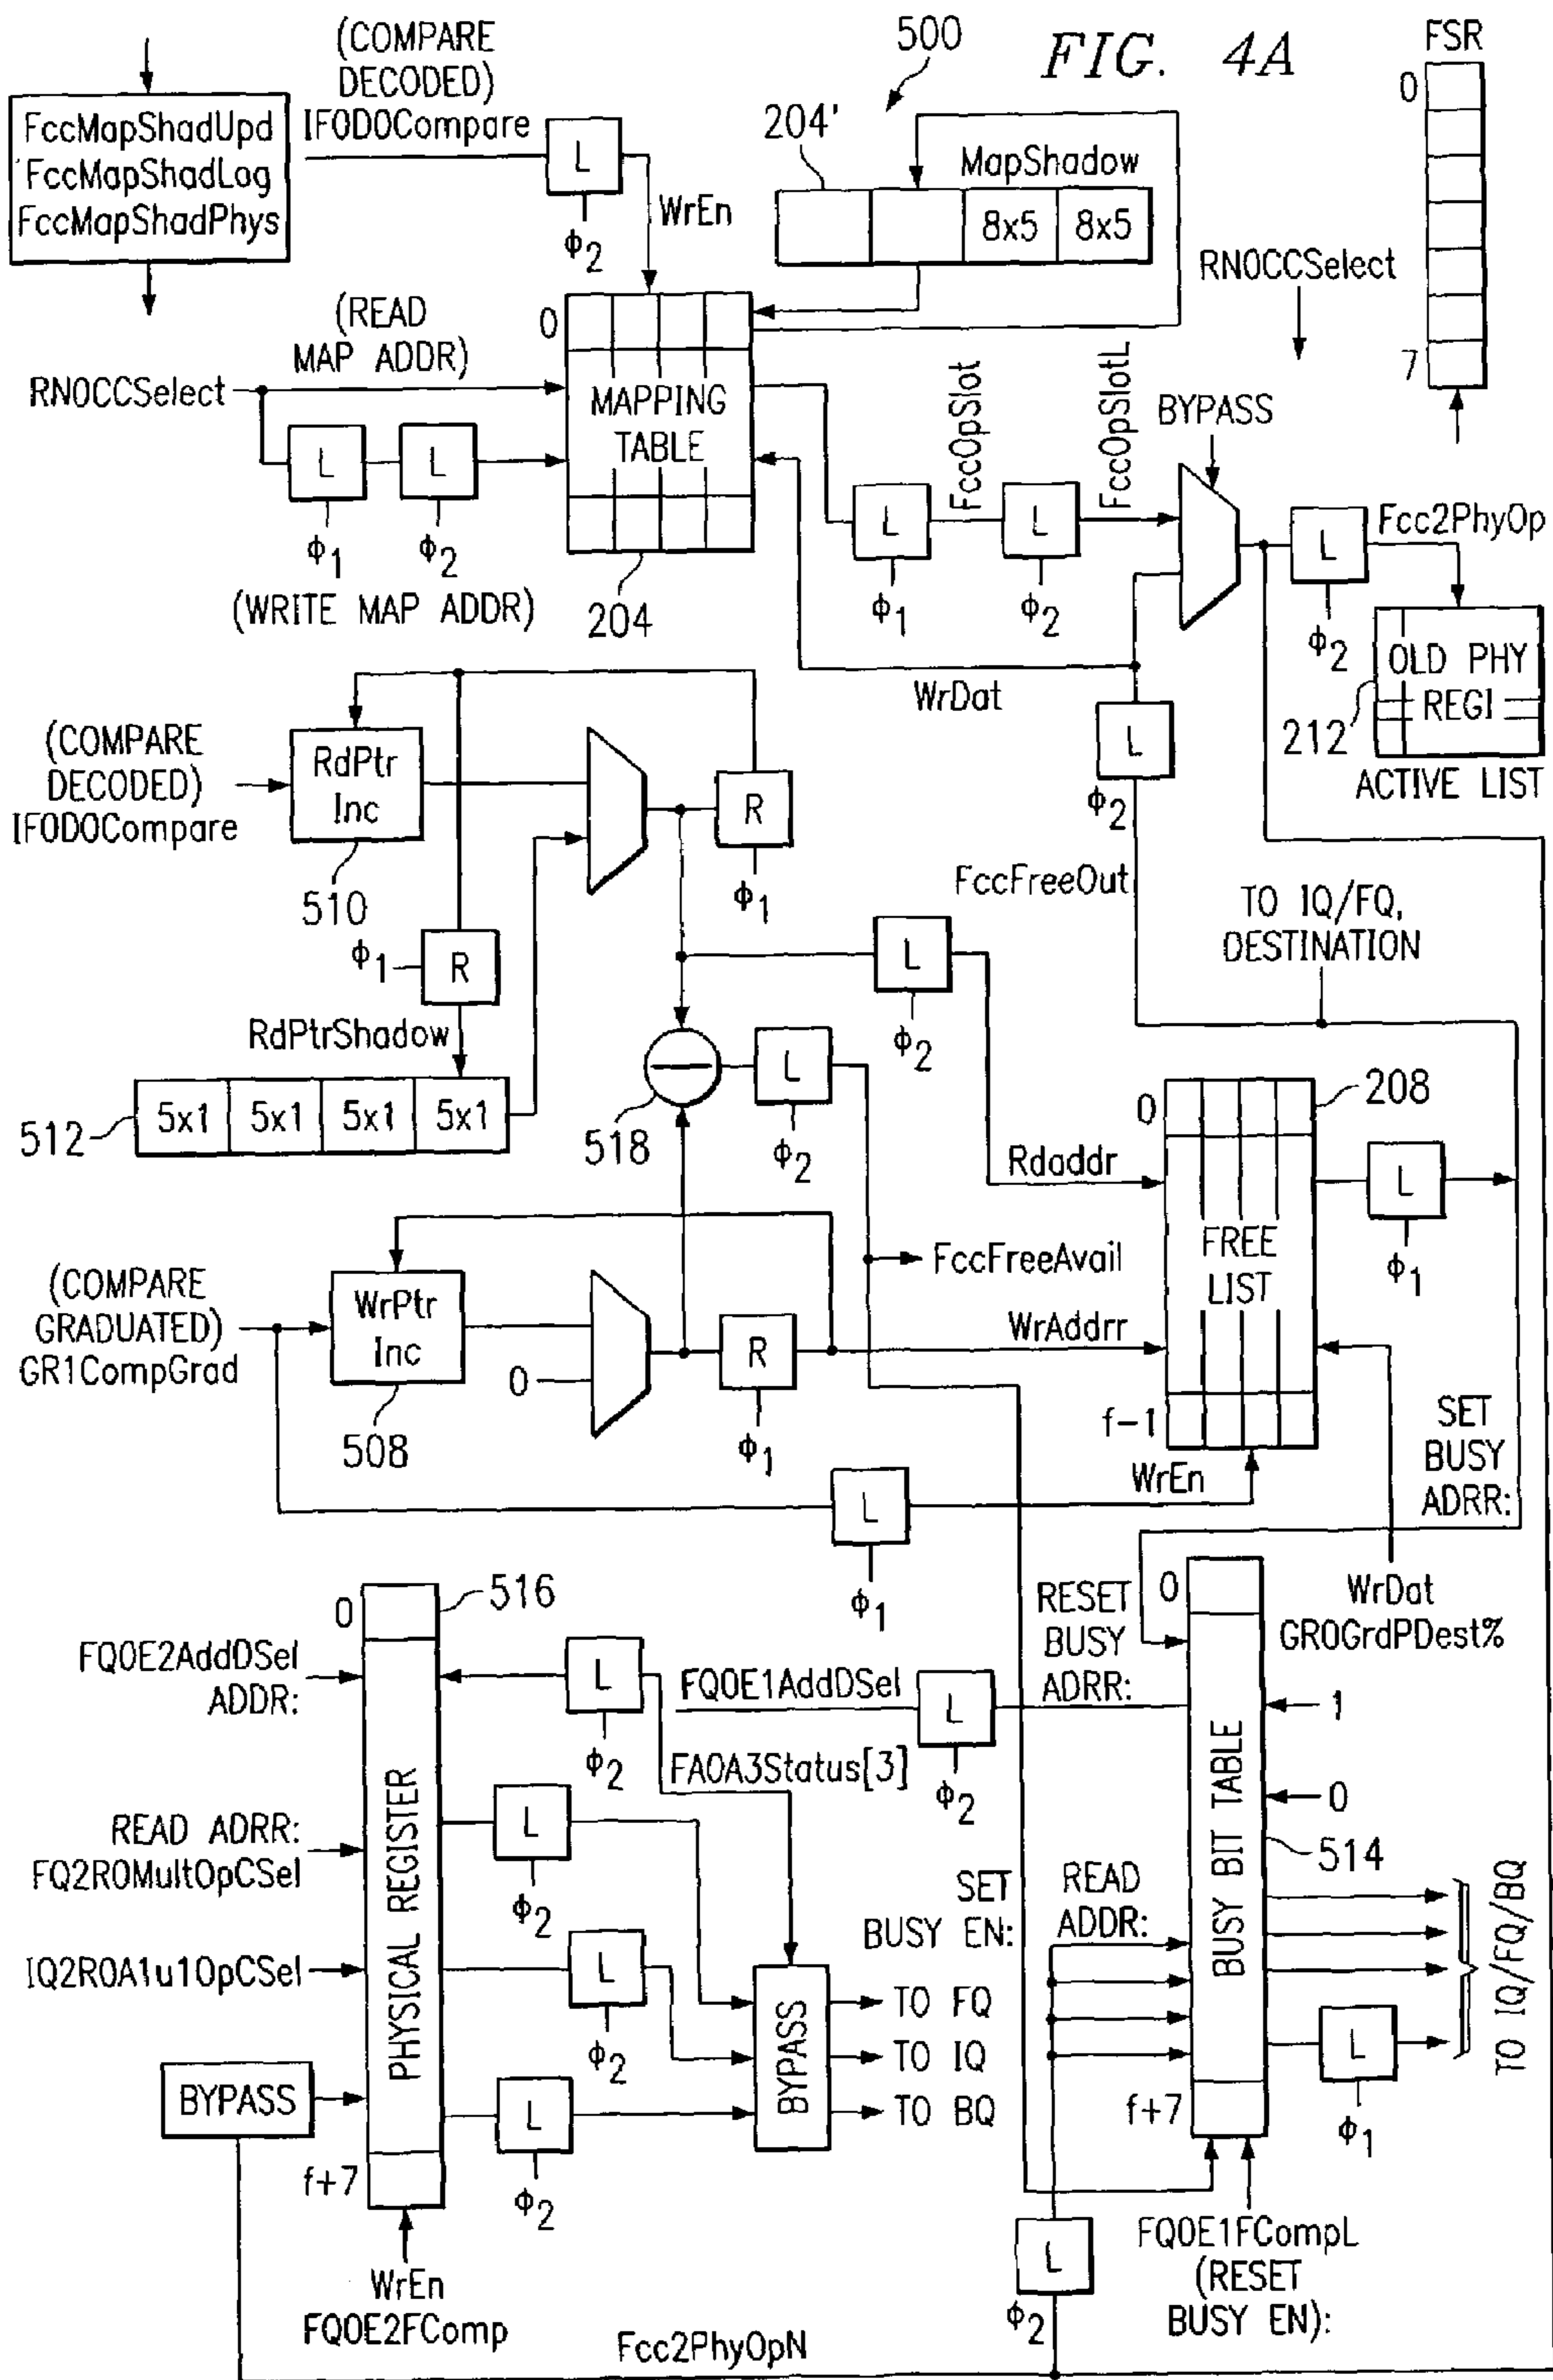 FIG. 4A
500
FSR
0
7
(COMPARE
DECODED)
IF0D0Compare
FccMapShadUpd
FccMapShadLog
FccMapShadPhys
L
ϕ2
WrEn
204'
MapShadow
8x5
8x5
RN0CCSelect
(READ
MAP ADDR)
RN0CCSelect
0
MAPPING
TABLE
204
L
ϕ1
L
ϕ2
(WRITE MAP ADDR)
L
ϕ1
FccOpSlot
L
ϕ2
FccOpSlotL
BYPASS
L
ϕ2
Fcc2PhyOp
OLD PHY
REGI
212
ACTIVE LIST
WrDat
L
ϕ2
FccFreeOut
TO IQ/FQ,
DESTINATION
(COMPARE
DECODED)
IF0D0Compare
RdPtr
Inc
510
R
ϕ1
ϕ1
R
RdPtrShadow
512
5x1
5x1
5x1
5x1
L
ϕ2
518
L
ϕ2
FccFreeAvail
Rdaddr
208
0
FREE
LIST
f-1
L
ϕ1
(COMPARE
GRADUATED)
GR1CompGrad
WrPtr
Inc
508
0
R
ϕ1
WrAddrr
L
ϕ1
WrEn
SET
BUSY
ADRR:
WrDat
GR0GrdPDest%
516
0
PHYSICAL REGISTER
f+7
FQ0E2AddDSel
ADDR:
READ ADRR:
FQ2R0MultOpCSel
IQ2R0A1u1OpCSel
BYPASS
WrEn
FQ0E2FComp
L
ϕ2
FA0A3Status[3]
L
ϕ2
L
ϕ2
L
ϕ2
BYPASS
TO FQ
TO IQ
TO BQ
FQ0E1AddDSel
L
ϕ2
RESET
BUSY
ADRR:
0
BUSY BIT TABLE
f+7
1
0
514
SET
BUSY EN:
READ
ADDR:
L
ϕ1
TO IQ/FQ/BQ
FQ0E1FCompL
(RESET
BUSY EN):
L
ϕ2
Fcc2PhyOpN